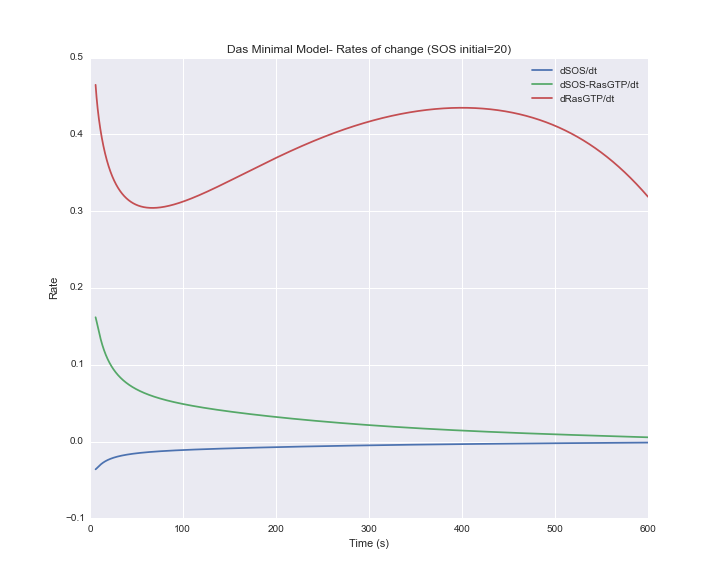 Das Minimal Model- Rates of change (SOS initial=20)
dSOS/dt
dSOS-RasGTP/dt
dRasGTP/dt
0.5
0.4
0.3
0.2
0.1
0.0
−0.1
Rate
0 100 200 300 400 500 600
Time (s)